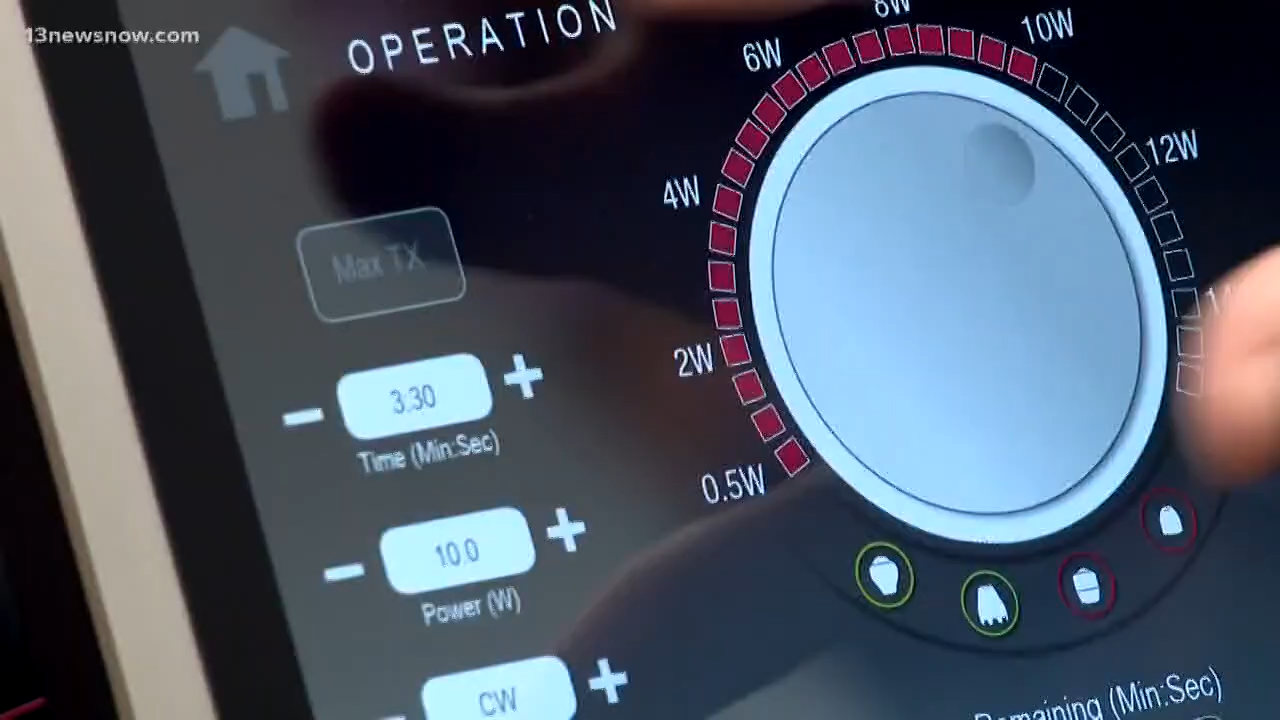 13newsnow.com
OPERATION
Max TX
3:30
Time (Min:Sec)
10.0
Power (W)
CW
0.5W
2W
4W
6W
8W
10W
12W
Remaining (Min:Sec)